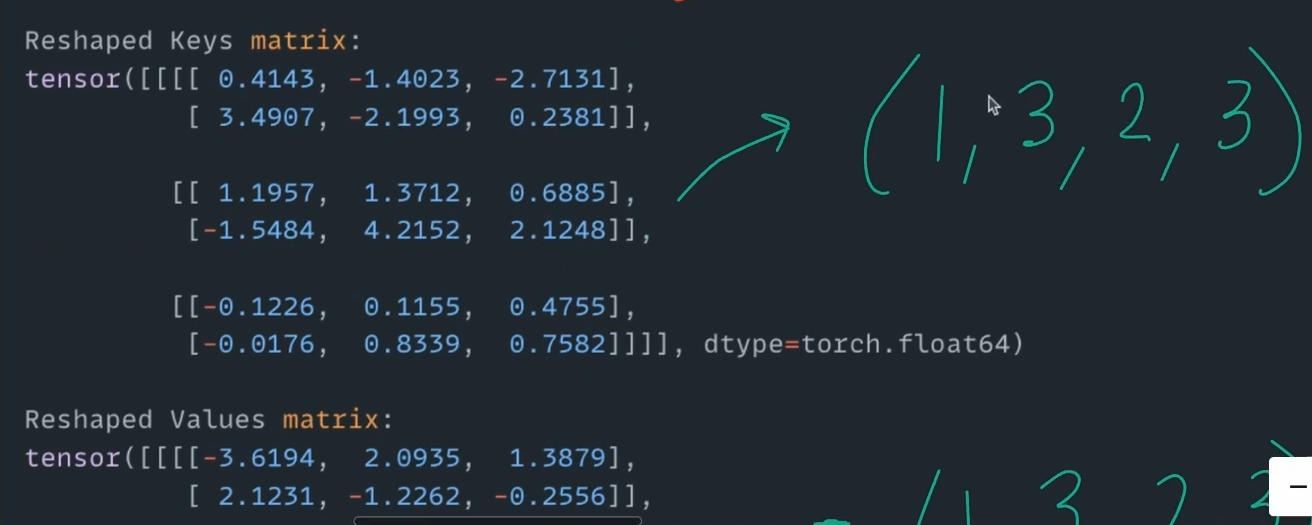 Reshaped Keys matrix:
tensor([[[[ 0.4143, -1.4023, -2.7131],
[ 3.4907, -2.1993, 0.2381]],
(1, 3, 2, 3)
[[ 1.1957, 1.3712, 0.6885],
[-1.5484, 4.2152, 2.1248]],
[[-0.1226, 0.1155, 0.4755],
[-0.0176, 0.8339, 0.7582]]]], dtype=torch.float64)
Reshaped Values matrix:
tensor([[[[-3.6194, 2.0935, 1.3879],
[ 2.1231, -1.2262, -0.2556]],